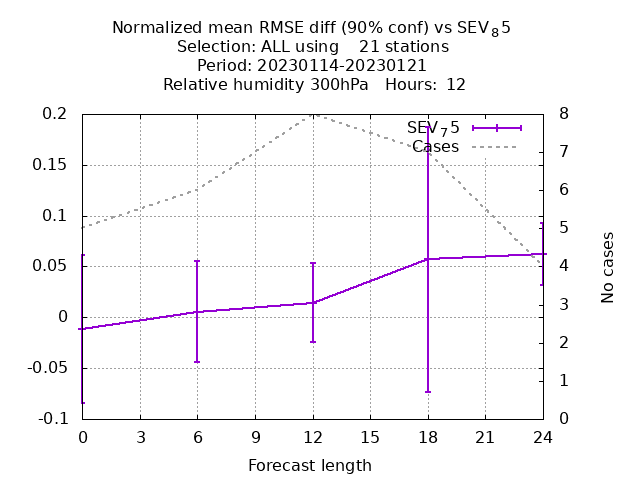 Normalized mean RMSE diff (90% conf) vs SEV₈5
Selection: ALL using    21 stations
Period: 20230114-20230121
Relative humidity 300hPa   Hours:  12
SEV₇5
Cases
0.2
0.15
0.1
0.05
0
-0.05
-0.1
8
7
6
5
4
3
2
1
0
No cases
0 3 6 9 12 15 18 21 24
Forecast length